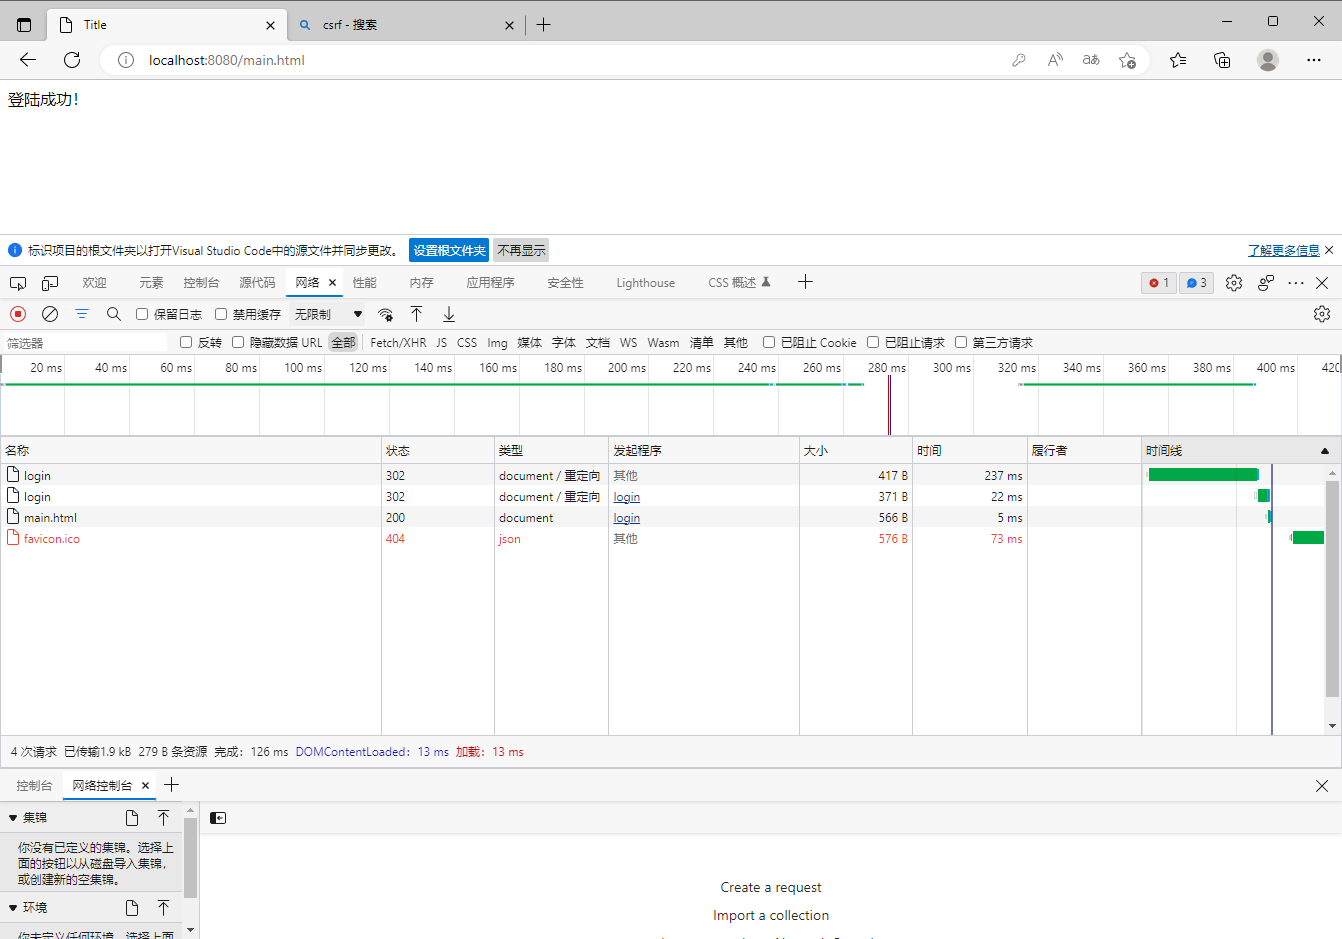 Title
csrf - 搜索
localhost:8080/main.html
登陆成功！
标识项目的根文件夹以打开Visual Studio Code中的源文件并同步更改。 设置根文件夹 不再显示 了解更多信息
欢迎 元素 控制台 源代码 网络 性能 内存 应用程序 安全性 Lighthouse CSS 概述 1 3
保留日志 禁用缓存 无限制
筛选器 反转 隐藏数据 URL 全部 Fetch/XHR JS CSS Img 媒体 字体 文档 WS Wasm 清单 其他 已阻止 Cookie 已阻止请求 第三方请求
20 ms 40 ms 60 ms 80 ms 100 ms 120 ms 140 ms 160 ms 180 ms 200 ms 220 ms 240 ms 260 ms 280 ms 300 ms 320 ms 340 ms 360 ms 380 ms 400 ms 420
名称 状态 类型 发起程序 大小 时间 履行者 时间线
login 302 document / 重定向 其他 417 B 237 ms
login 302 document / 重定向 login 371 B 22 ms
main.html 200 document login 566 B 5 ms
favicon.ico 404 json 其他 576 B 73 ms
4 次请求 已传输1.9 kB 279 B 条资源 完成：126 ms DOMContentLoaded：13 ms 加载：13 ms
控制台 网络控制台
集锦
你没有已定义的集锦。选择上
面的按钮以从磁盘导入集锦，
或创建新的空集锦。
环境
你未定义任何环境。选择上面
Create a request
Import a collection